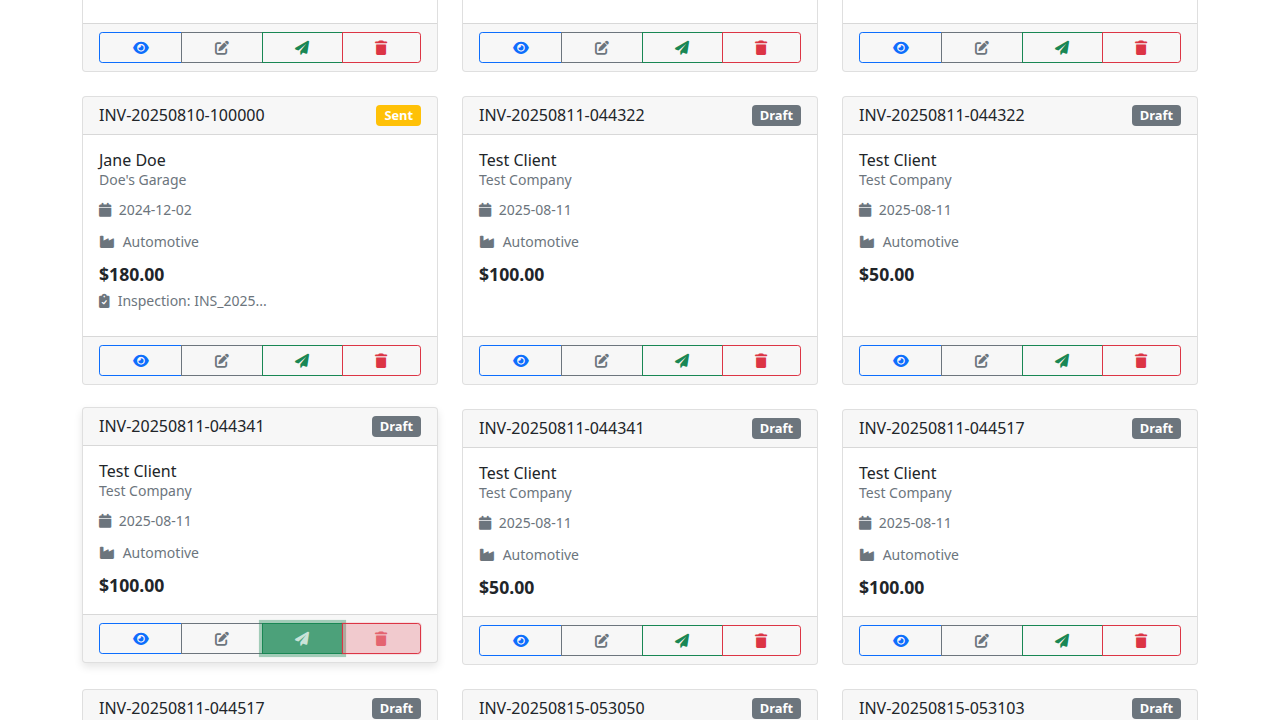 INV-20250810-100000 Sent
Jane Doe
Doe's Garage
2024-12-02
Automotive
$180.00
Inspection: INS_2025...
INV-20250811-044322 Draft
Test Client
Test Company
2025-08-11
Automotive
$100.00
INV-20250811-044322 Draft
Test Client
Test Company
2025-08-11
Automotive
$50.00
INV-20250811-044341 Draft
Test Client
Test Company
2025-08-11
Automotive
$100.00
INV-20250811-044341 Draft
Test Client
Test Company
2025-08-11
Automotive
$50.00
INV-20250811-044517 Draft
Test Client
Test Company
2025-08-11
Automotive
$100.00
INV-20250811-044517 Draft
INV-20250815-053050 Draft
INV-20250815-053103 Draft